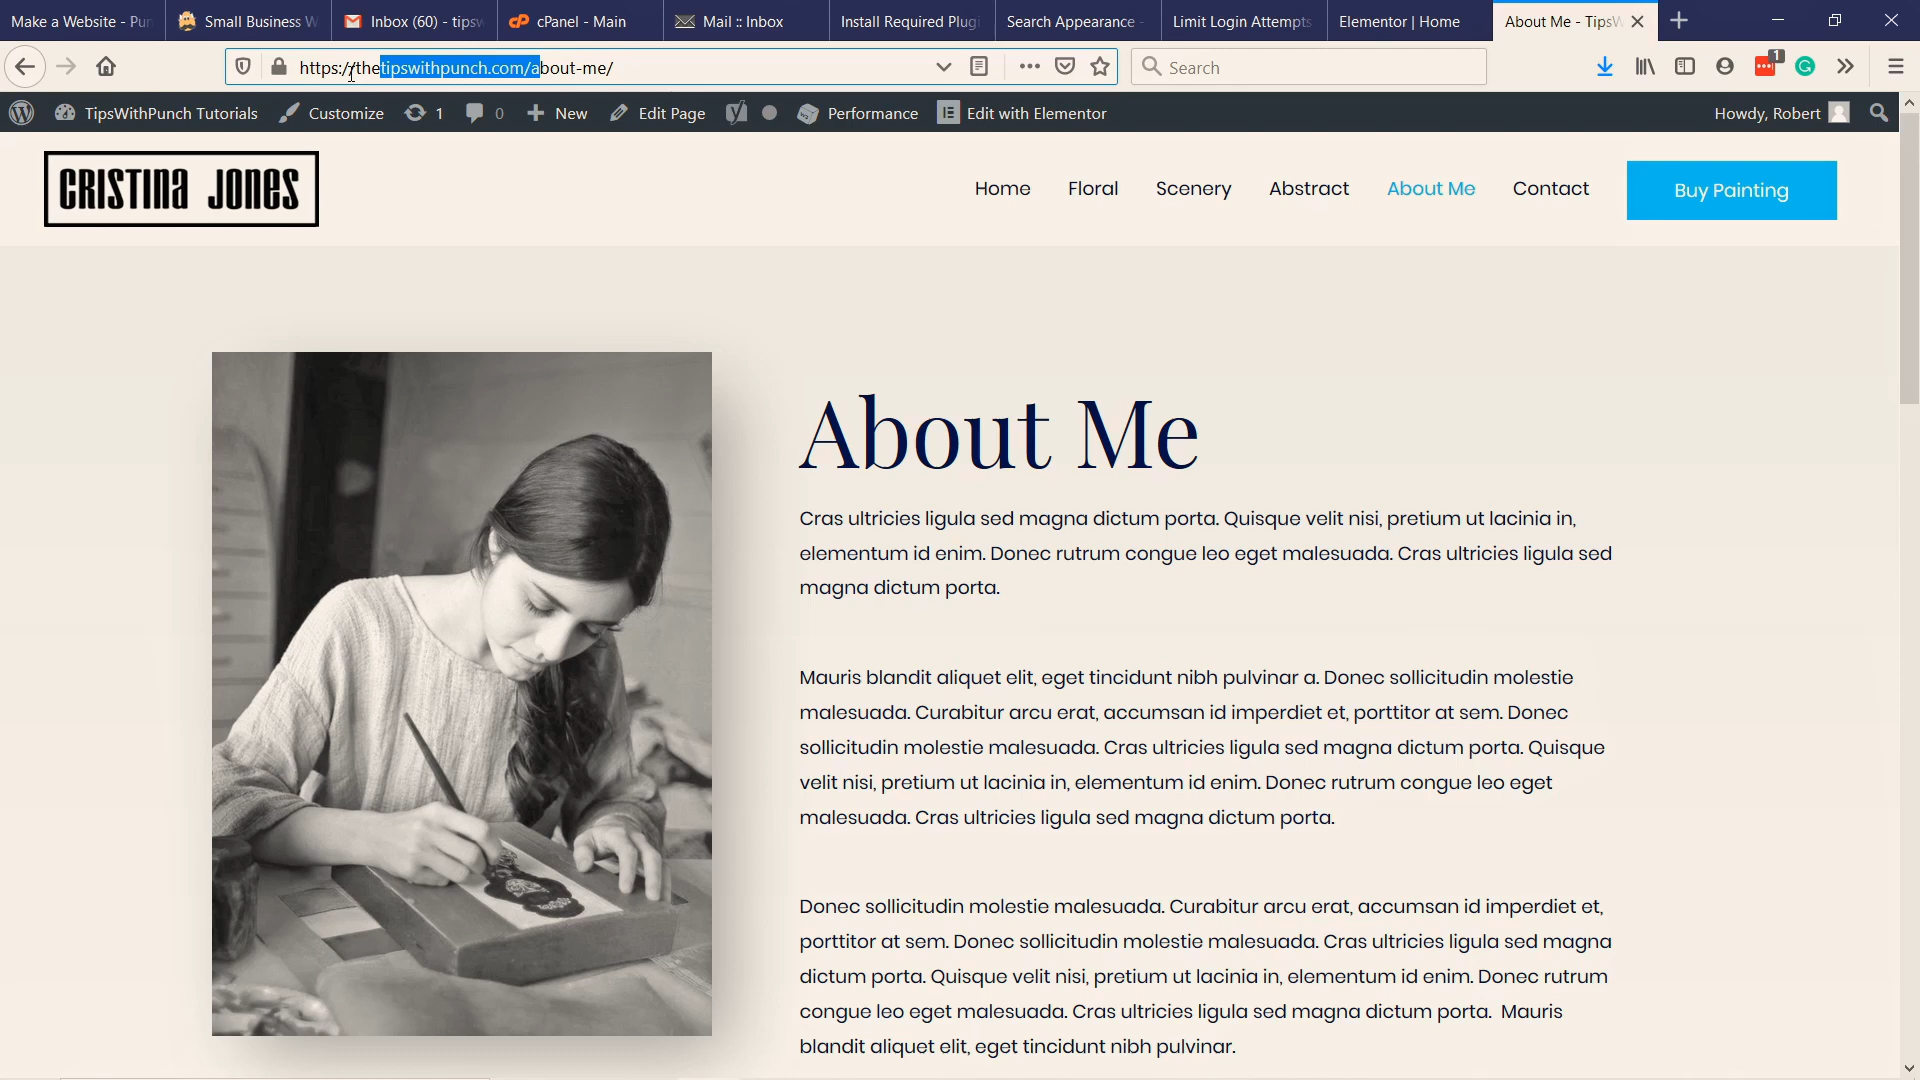 Make a Website - Pun
Small Business W
Inbox (60) - tipsw
cPanel - Main
Mail :: Inbox
Install Required Plugi
Search Appearance -
Limit Login Attempts
Elementor | Home
About Me - TipsW
https://thetipswithpunch.com/about-me/
Search
1
TipsWithPunch Tutorials
Customize
1
0
New
Edit Page
Performance
Edit with Elementor
Howdy, Robert
CRISTINA JONES
Home
Floral
Scenery
Abstract
About Me
Contact
Buy Painting
About Me
Cras ultricies ligula sed magna dictum porta. Quisque velit nisi, pretium ut lacinia in,
elementum id enim. Donec rutrum congue leo eget malesuada. Cras ultricies ligula sed
magna dictum porta.
Mauris blandit aliquet elit, eget tincidunt nibh pulvinar a. Donec sollicitudin molestie
malesuada. Curabitur arcu erat, accumsan id imperdiet et, porttitor at sem. Donec
sollicitudin molestie malesuada. Cras ultricies ligula sed magna dictum porta. Quisque
velit nisi, pretium ut lacinia in, elementum id enim. Donec rutrum congue leo eget
malesuada. Cras ultricies ligula sed magna dictum porta.
Donec sollicitudin molestie malesuada. Curabitur arcu erat, accumsan id imperdiet et,
porttitor at sem. Donec sollicitudin molestie malesuada. Cras ultricies ligula sed magna
dictum porta. Quisque velit nisi, pretium ut lacinia in, elementum id enim. Donec rutrum
congue leo eget malesuada. Cras ultricies ligula sed magna dictum porta.  Mauris
blandit aliquet elit, eget tincidunt nibh pulvinar.